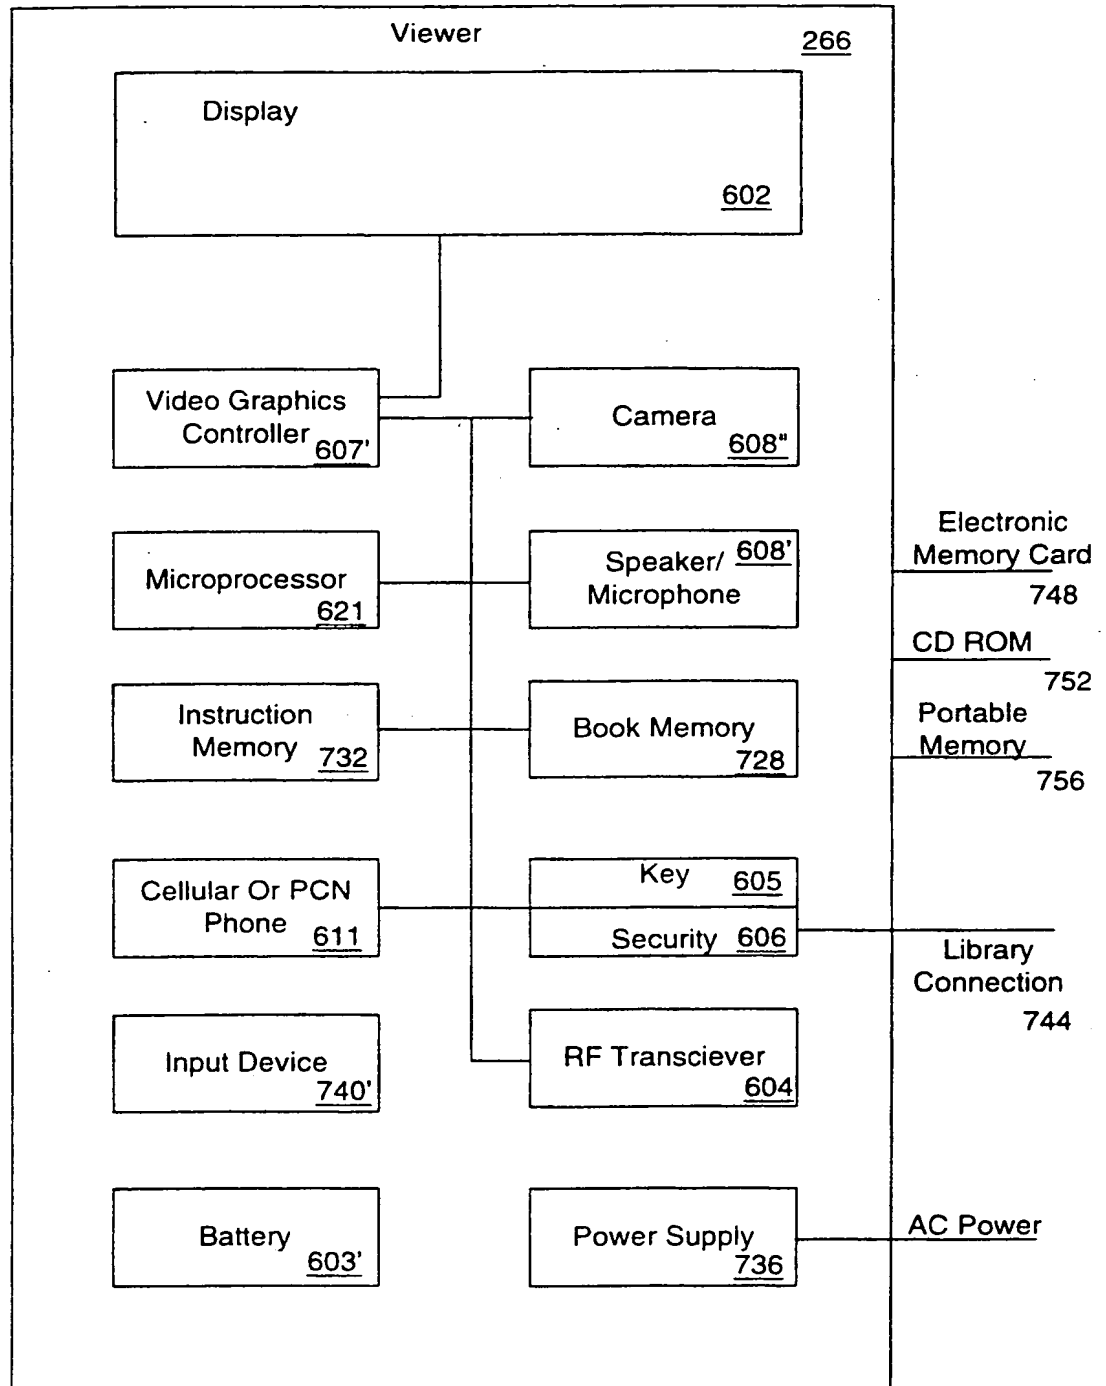 Viewer
266
Display
602
Video Graphics
Controller
607'
Camera
608"
Microprocessor
621
Speaker/
Microphone
608'
Electronic
Memory Card
748
CD ROM
752
Instruction
Memory
732
Book Memory
728
Portable
Memory
756
Cellular Or PCN
Phone
611
Key
605
Security
606
Library
Connection
744
Input Device
740'
RF Transciever
604
Battery
603'
Power Supply
736
AC Power